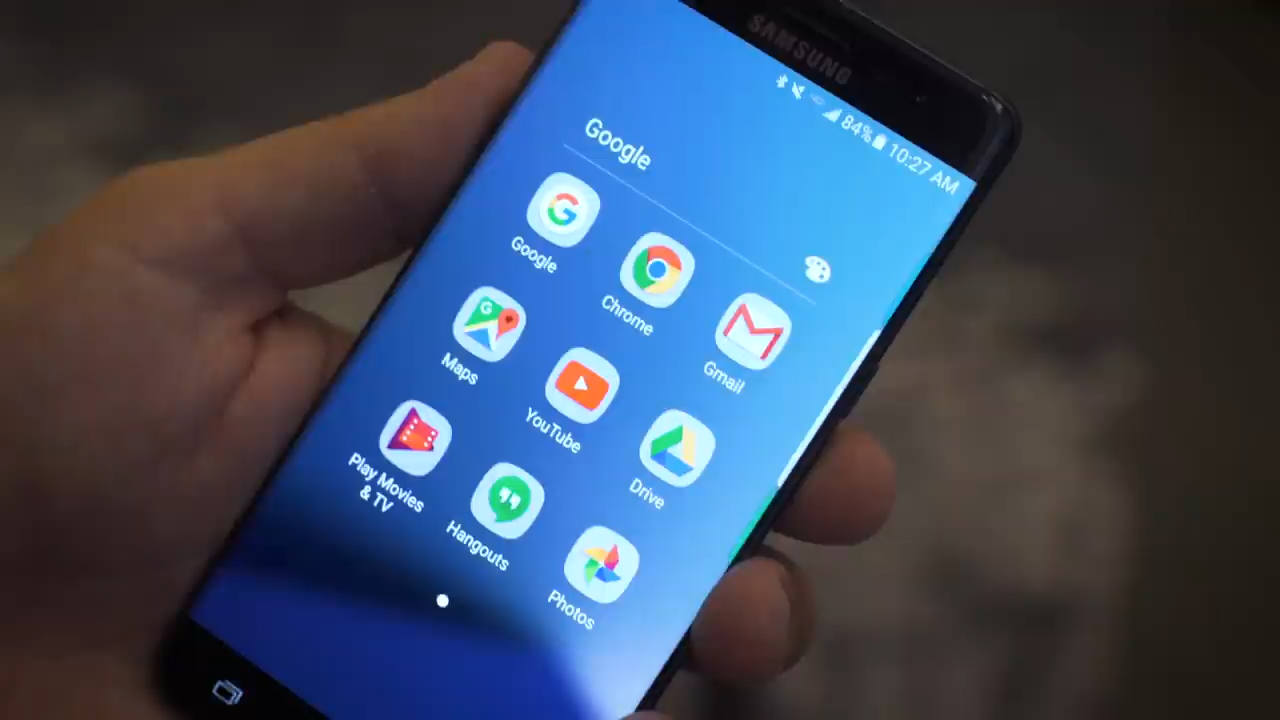 SAMSUNG
84% 10:27 AM
Google
Google
Chrome
Gmail
Maps
YouTube
Drive
Play Movies
& TV
Hangouts
Photos